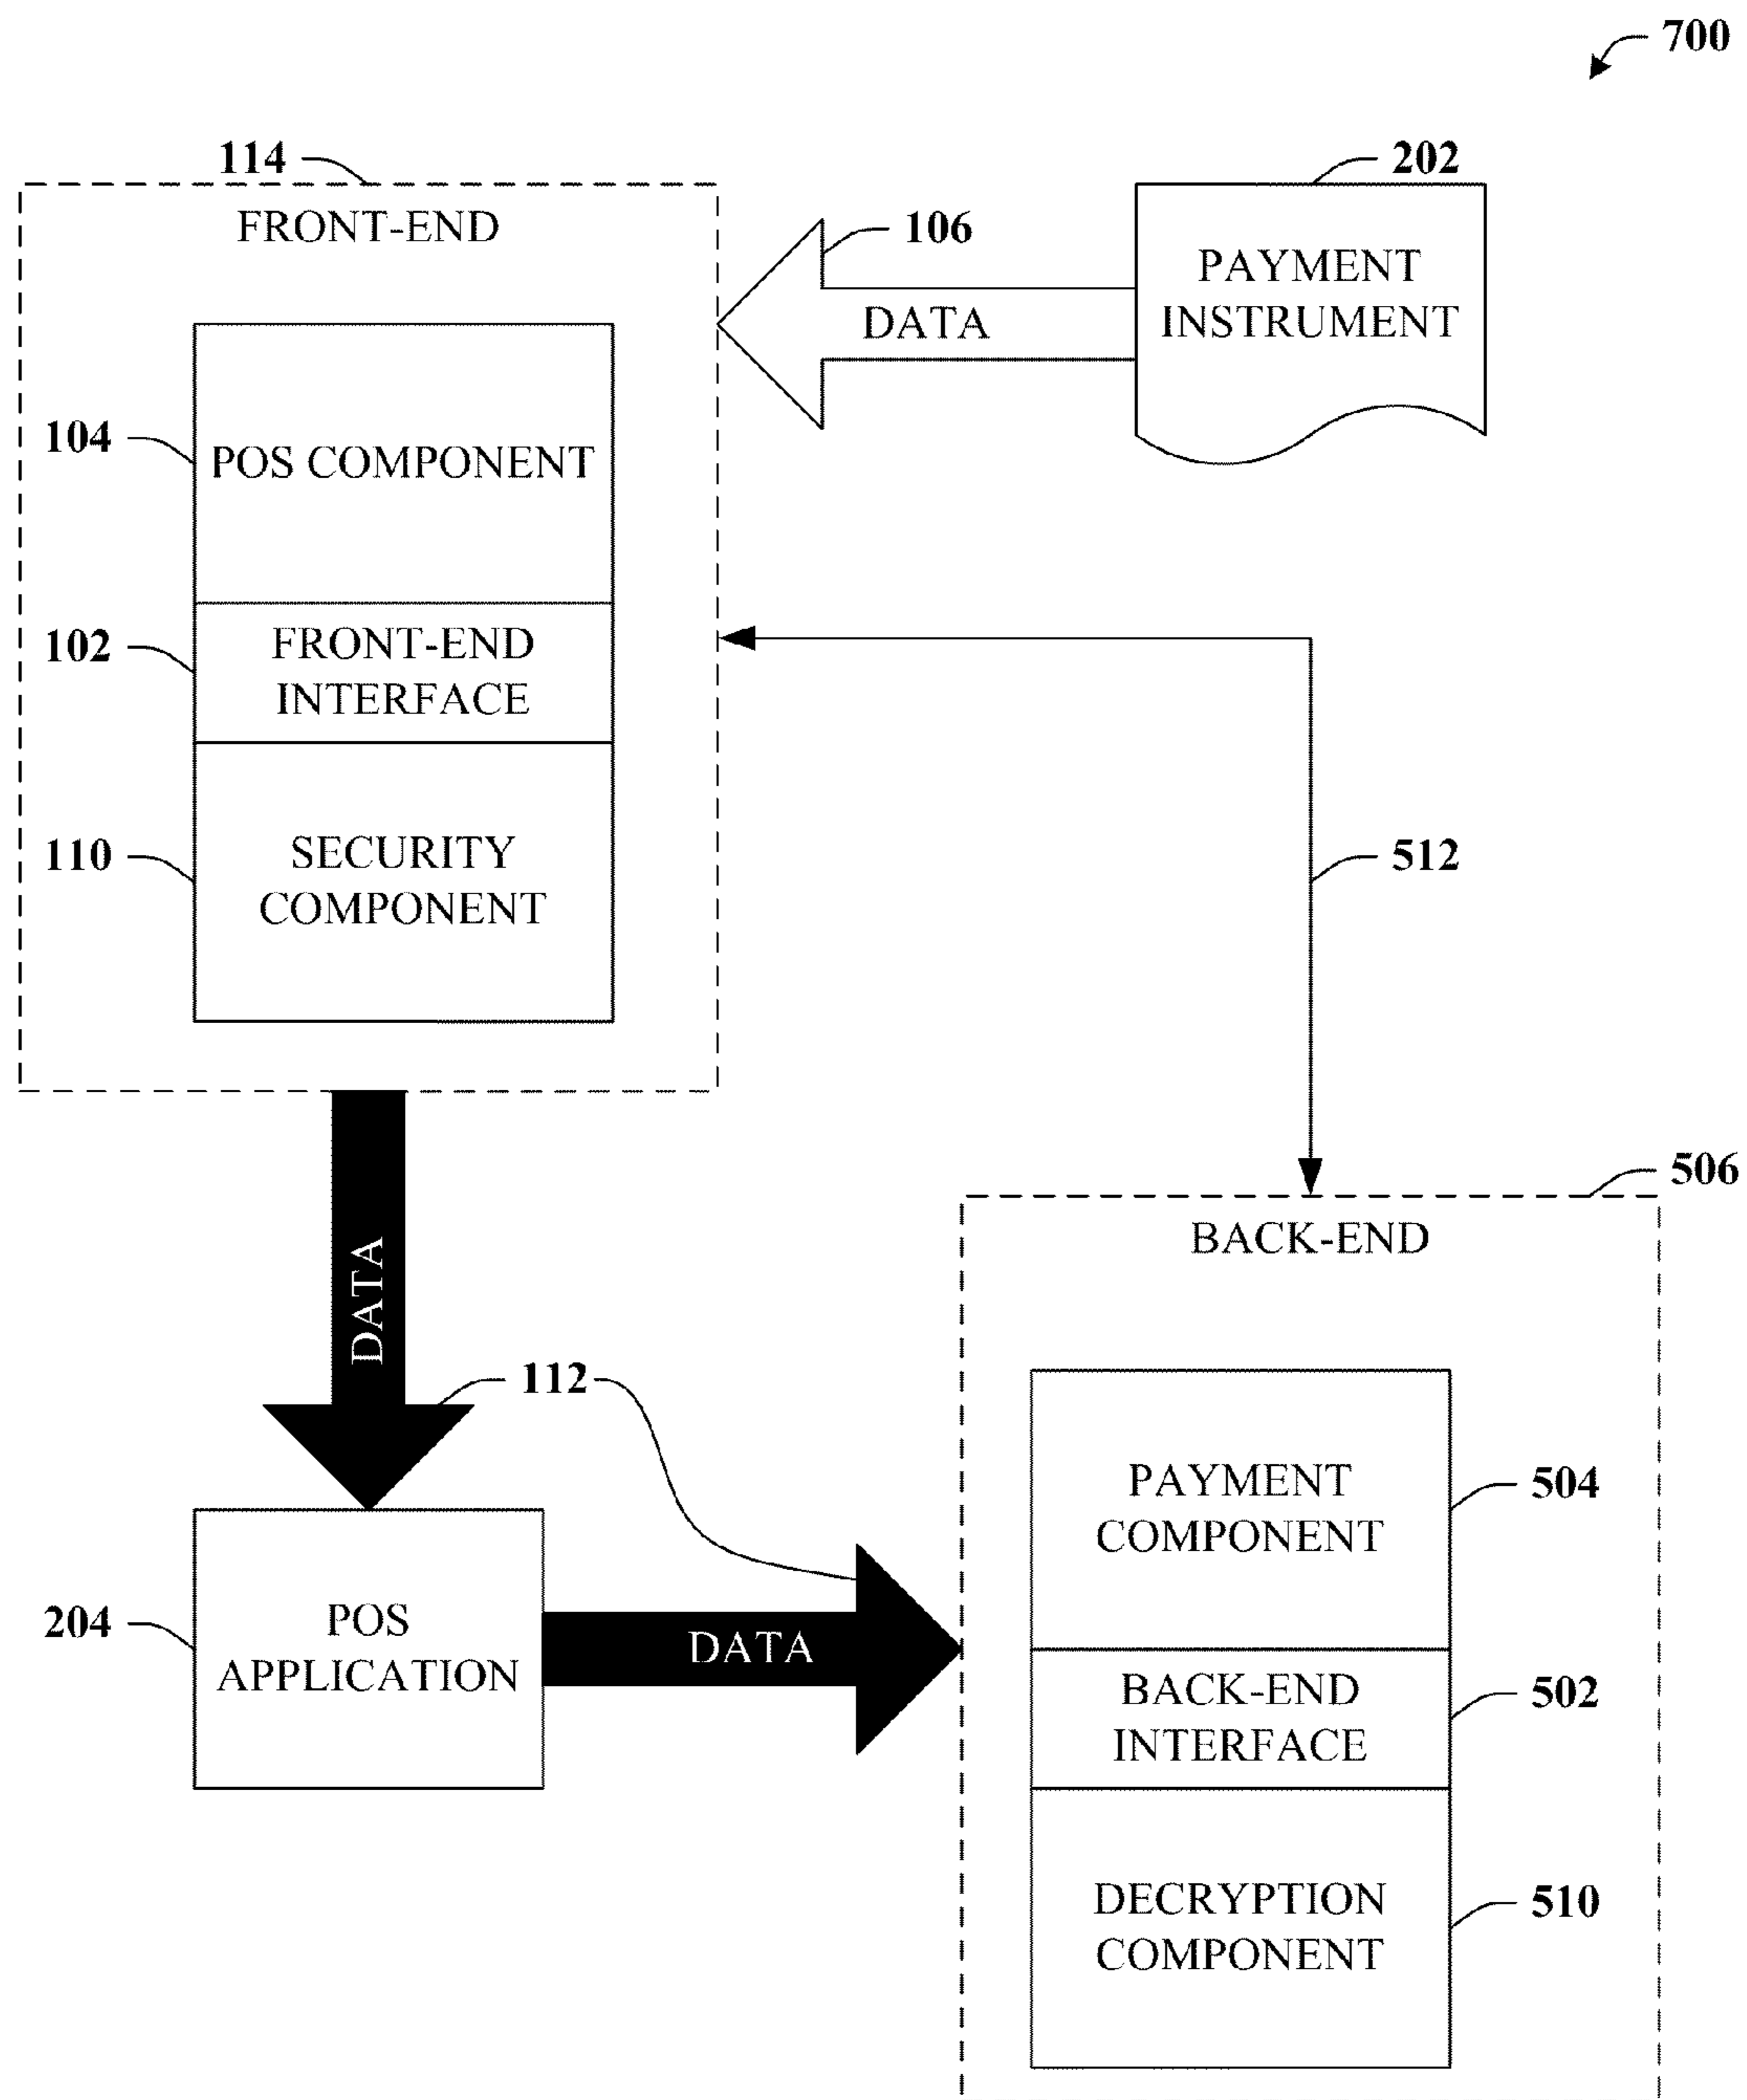 700
114
FRONT-END
202
106
DATA
PAYMENT
INSTRUMENT
104
POS COMPONENT
102
FRONT-END
INTERFACE
110
SECURITY
COMPONENT
512
506
BACK-END
DATA
112
PAYMENT
COMPONENT
504
204
POS
APPLICATION
DATA
BACK-END
INTERFACE
502
DECRYPTION
COMPONENT
510